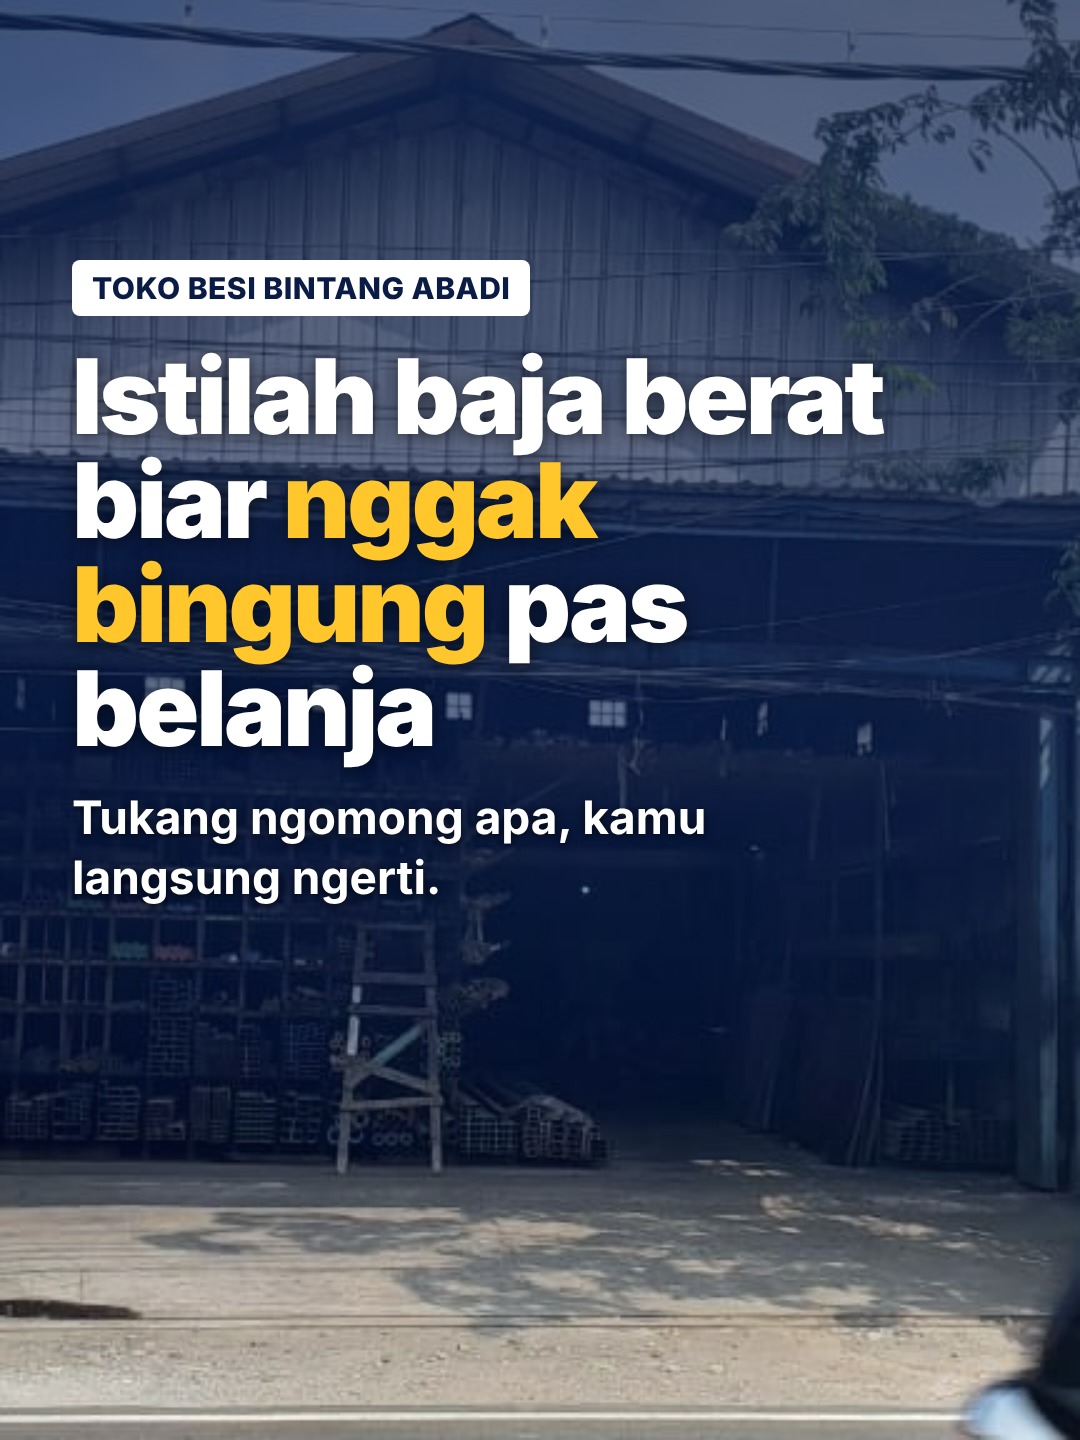 TOKO BESI BINTANG ABADI
Istilah baja berat
biar nggak
bingung pas
belanja
Tukang ngomong apa, kamu
langsung ngerti.